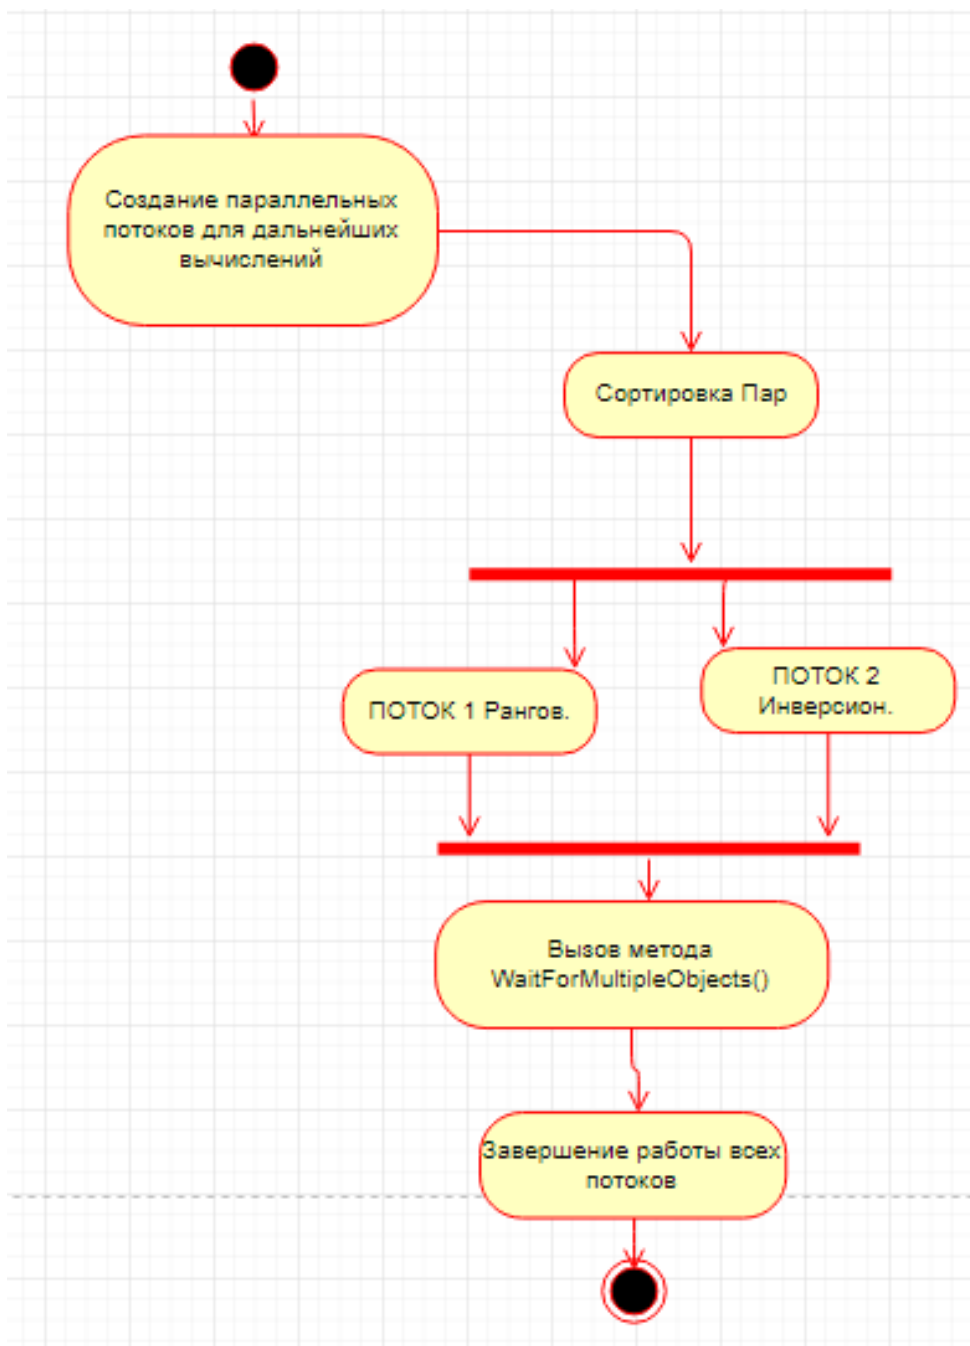 Создание параллельных
потоков для дальнейших
вычислений
Сортировка Пар
ПОТОК 1 Рангов.
ПОТОК 2
Инверсион.
Вызов метода
WaitForMultipleObjects()
Завершение работы всех
потоков